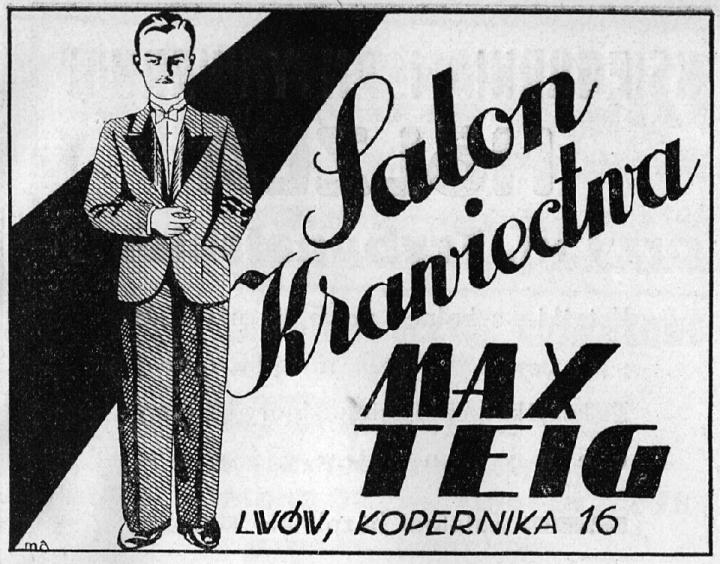 Salon
Krawiectwa
MAX
TEIG
LWÓW, KOPERNIKA 16